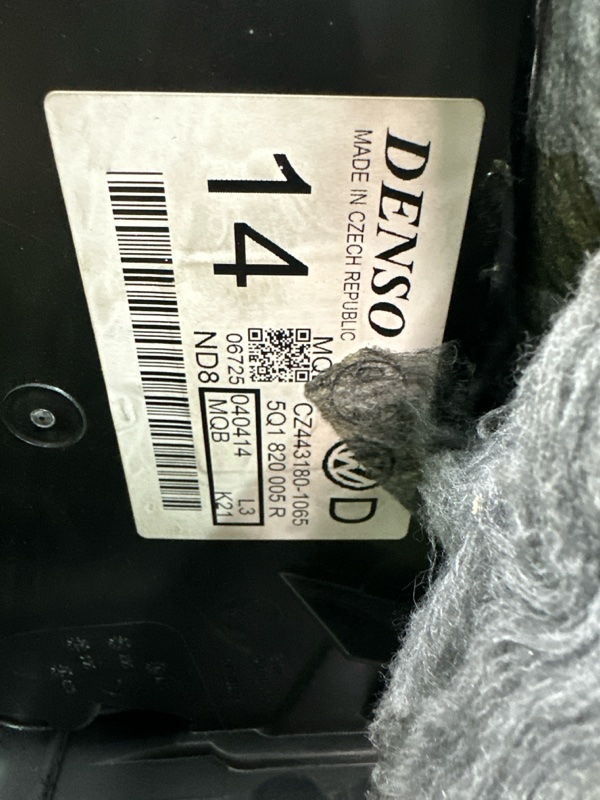 DENSO
MADE IN CZECH REPUBLIC
14
D
CZ443180-1065
5Q1 820 005 R
06725
040414 L3
ND8
MQB K21